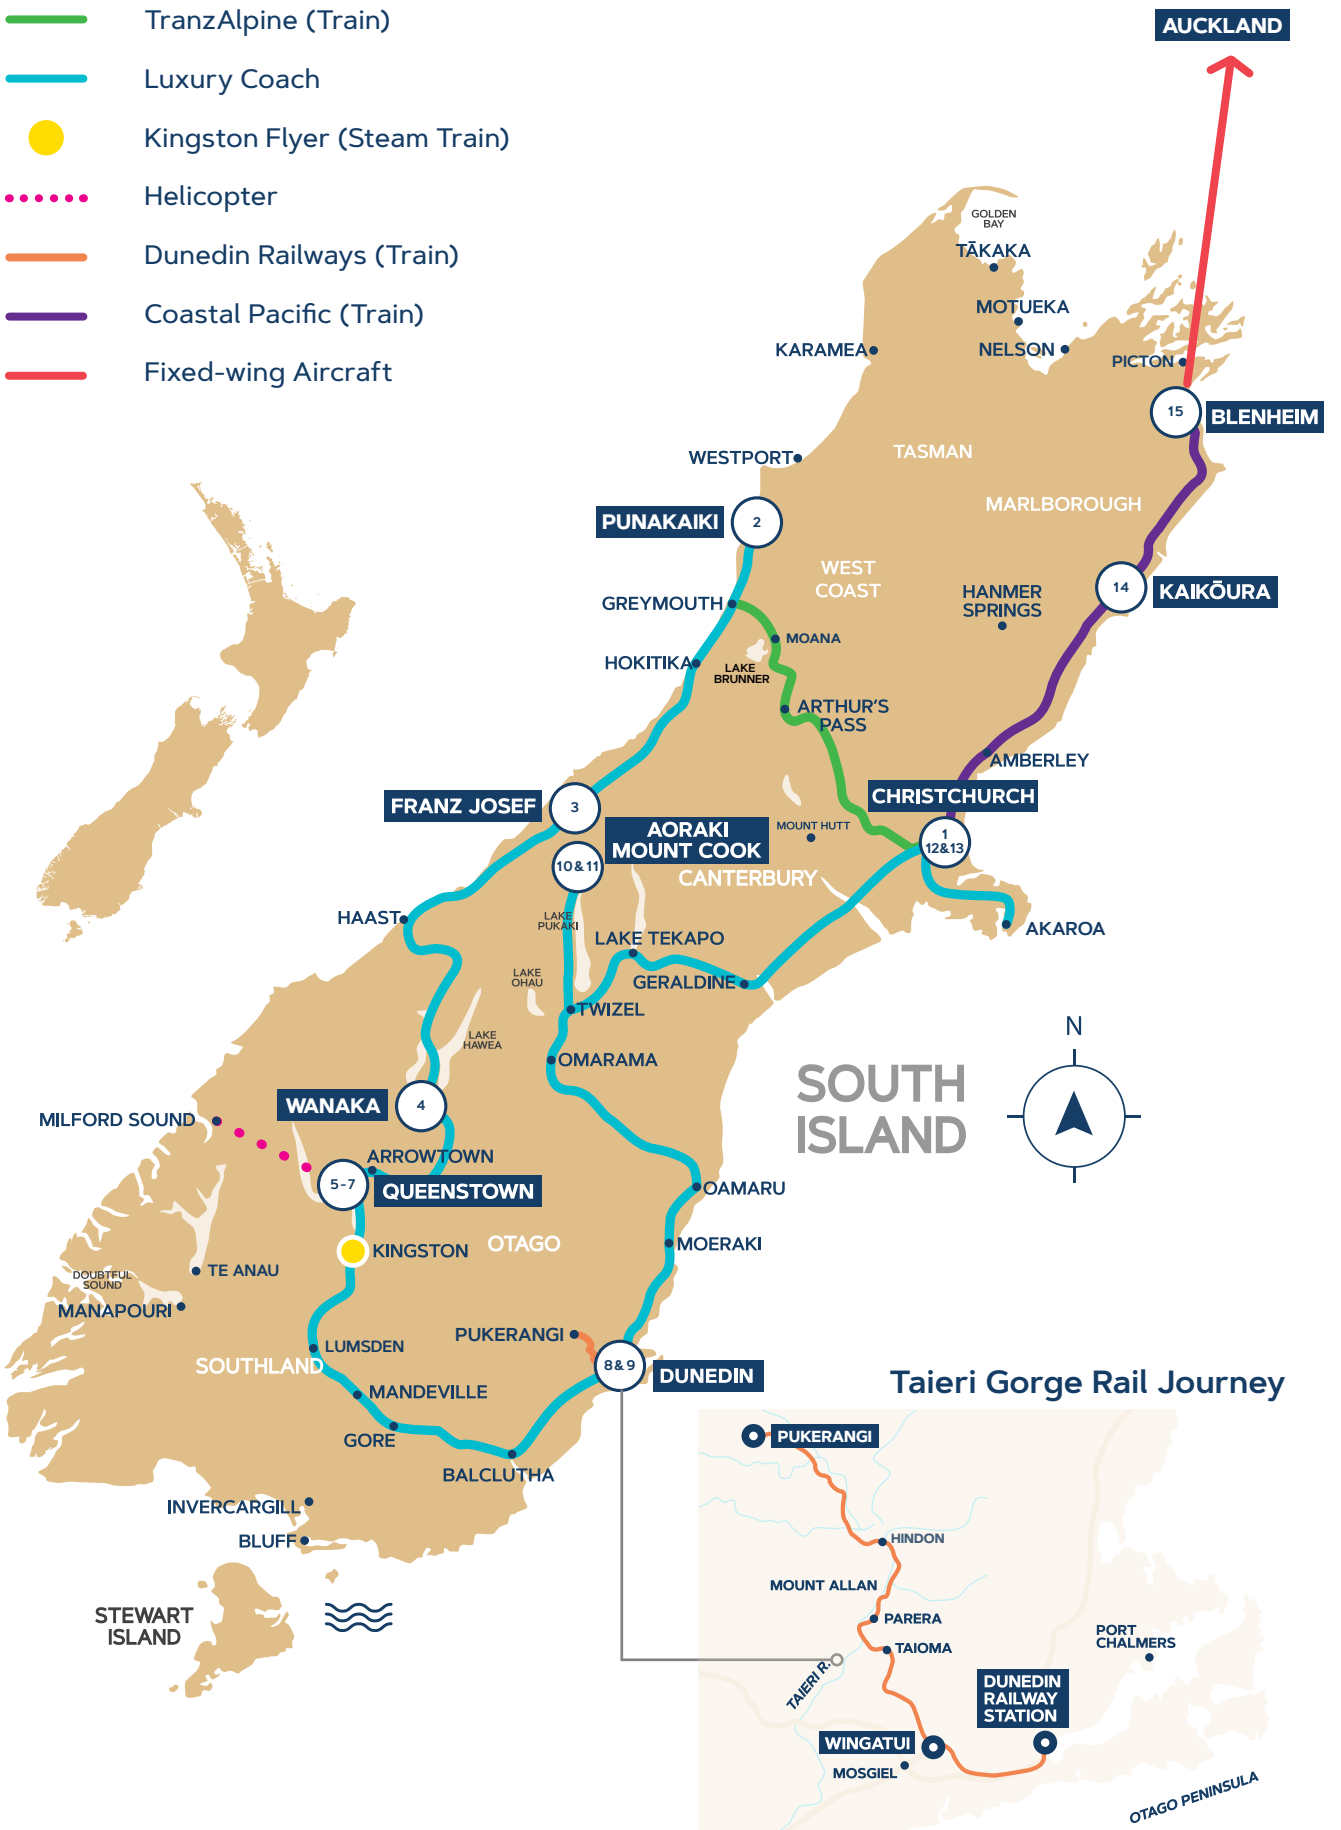 TranzAlpine (Train)
Luxury Coach
Kingston Flyer (Steam Train)
Helicopter
Dunedin Railways (Train)
Coastal Pacific (Train)
Fixed-wing Aircraft
AUCKLAND
GOLDEN
BAY
TĀKAKA
MOTUEKA
NELSON
KARAMEA
PICTON
15
BLENHEIM
TASMAN
WESTPORT
MARLBOROUGH
PUNAKAIKI
2
WEST
COAST
14
KAIKŌURA
HANMER
SPRINGS
GREYMOUTH
MOANA
HOKITIKA
LAKE
BRUNNER
ARTHUR'S
PASS
AMBERLEY
CHRISTCHURCH
1
12&13
FRANZ JOSEF
3
AORAKI
MOUNT COOK
10&11
MOUNT HUTT
CANTERBURY
HAAST
LAKE
PUKAKI
LAKE TEKAPO
AKAROA
LAKE
OHAU
GERALDINE
TWIZEL
LAKE
HAWEA
OMARAMA
N
SOUTH
ISLAND
WANAKA
4
MILFORD SOUND
ARROWTOWN
5-7
QUEENSTOWN
OAMARU
KINGSTON
OTAGO
MOERAKI
TE ANAU
DOUBTFUL
SOUND
MANAPOURI
PUKERANGI
LUMSDEN
SOUTHLAND
8&9
DUNEDIN
MANDEVILLE
GORE
BALCLUTHA
INVERCARGILL
BLUFF
STEWART
ISLAND
Taieri Gorge Rail Journey
PUKERANGI
HINDON
MOUNT ALLAN
PARERA
TAIOMA
PORT
CHALMERS
TAIERI R.
DUNEDIN
RAILWAY
STATION
WINGATUI
MOSGIEL
OTAGO PENINSULA